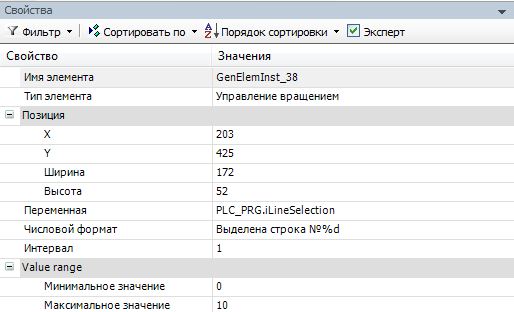 Свойства
Фильтр Сортировать по Порядок сортировки Эксперт
Свойство Значения
Имя элемента GenElemInst_38
Тип элемента Управление вращением
Позиция
X 203
Y 425
Ширина 172
Высота 52
Переменная PLC_PRG.iLineSelection
Числовой формат Выделена строка №%d
Интервал 1
Value range
Минимальное значение 0
Максимальное значение 10